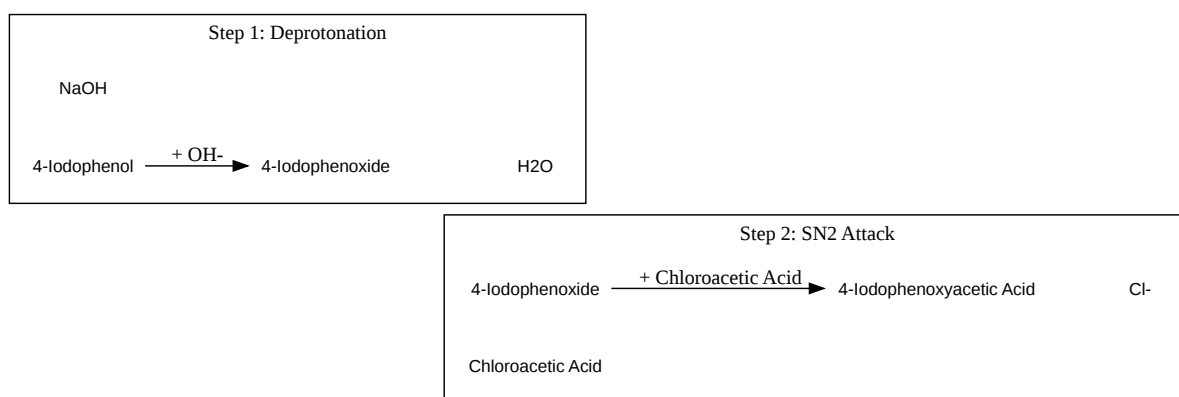 Step 1: Deprotonation
NaOH
+ OH-
4-Iodophenol
4-Iodophenoxide
H2O
Step 2: SN2 Attack
+ Chloroacetic Acid
4-Iodophenoxide
4-Iodophenoxyacetic Acid
Cl-
Chloroacetic Acid